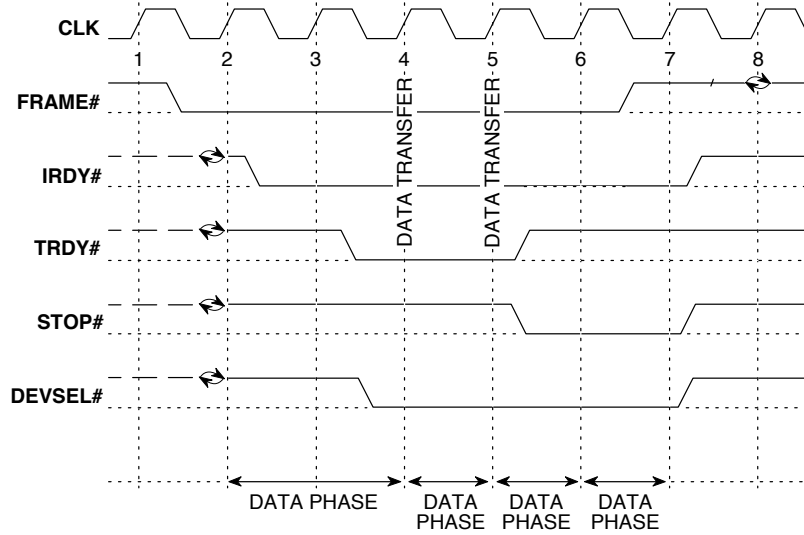 CLK
1 2 3 4 5 6 7 8
FRAME#
IRDY#
TRDY#
STOP#
DEVSEL#
DATA TRANSFER
DATA TRANSFER
DATA PHASE
DATA
PHASE
DATA
PHASE
DATA
PHASE